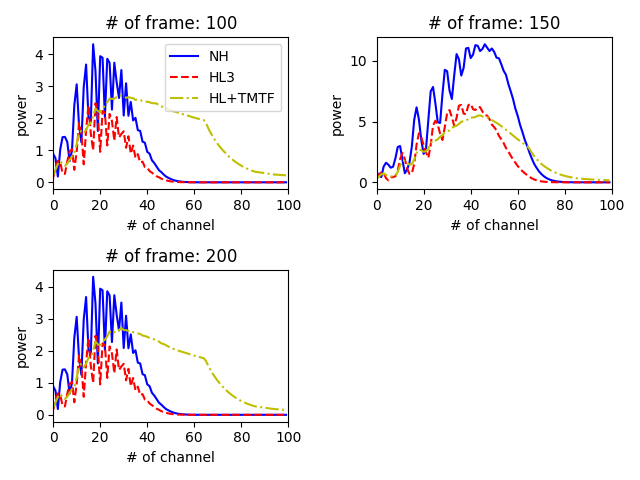 # of frame: 100
4
3
2
1
0
power
0 20 40 60 80 100
# of channel
NH
HL3
HL+TMTF
# of frame: 150
10
5
0
power
0 20 40 60 80 100
# of channel
# of frame: 200
4
3
2
1
0
power
0 20 40 60 80 100
# of channel